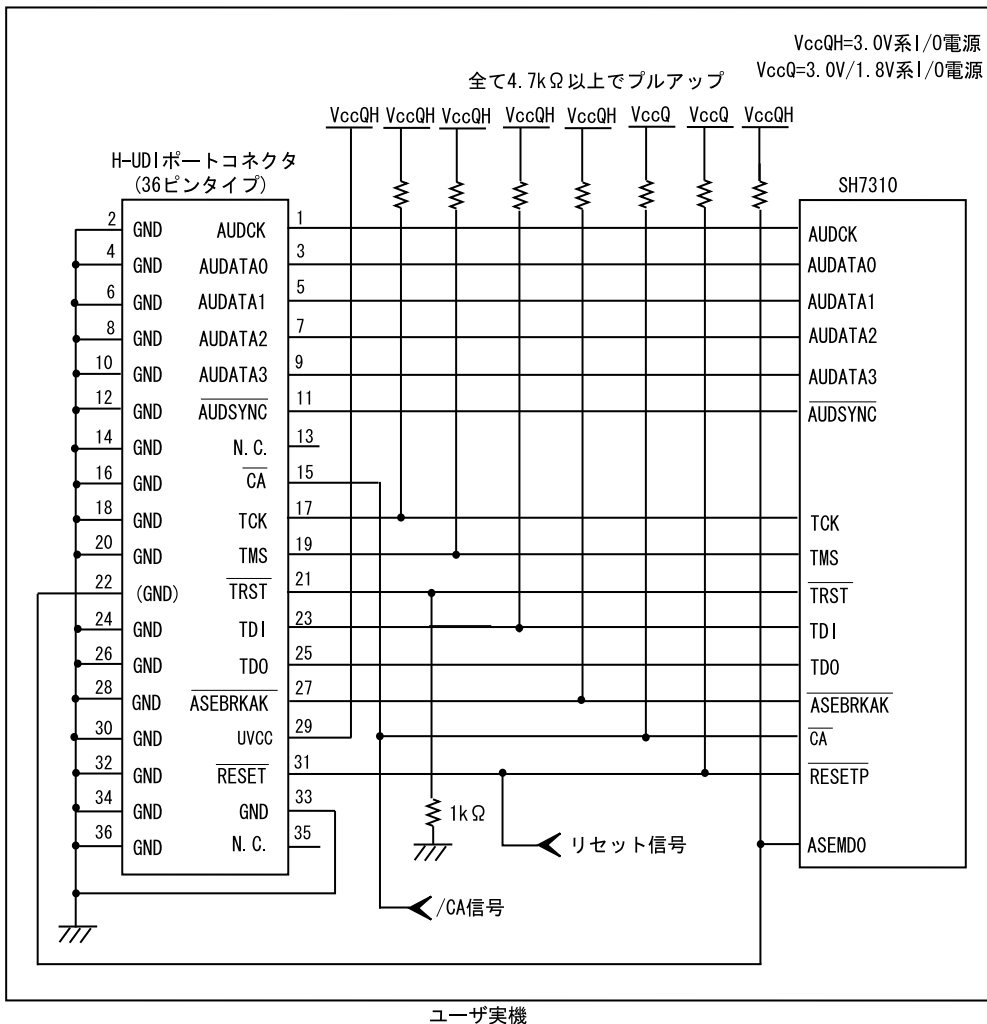 VccQH=3.0V系I/O電源
VccQ=3.0V/1.8V系I/O電源
全て4.7kΩ以上でプルアップ
VccQH VccQH VccQH VccQH VccQH VccQ VccQ VccQH
H-UDIポートコネクタ
(36ピンタイプ)
SH7310
2 GND AUDCK 1 AUDCK
4 GND AUDATA0 3 AUDATA0
6 GND AUDATA1 5 AUDATA1
8 GND AUDATA2 7 AUDATA2
10 GND AUDATA3 9 AUDATA3
12 GND AUDSYNC 11 AUDSYNC
14 GND N.C. 13
16 GND CA 15
18 GND TCK 17 TCK
20 GND TMS 19 TMS
22 (GND) TRST 21 TRST
24 GND TDI 23 TDI
26 GND TDO 25 TDO
28 GND ASEBRKAK 27 ASEBRKAK
30 GND UVCC 29 CA
32 GND RESET 31 RESETP
34 GND GND 33
36 GND N.C. 35
1kΩ
リセット信号
ASEMD0
/CA信号
ユーザ実機